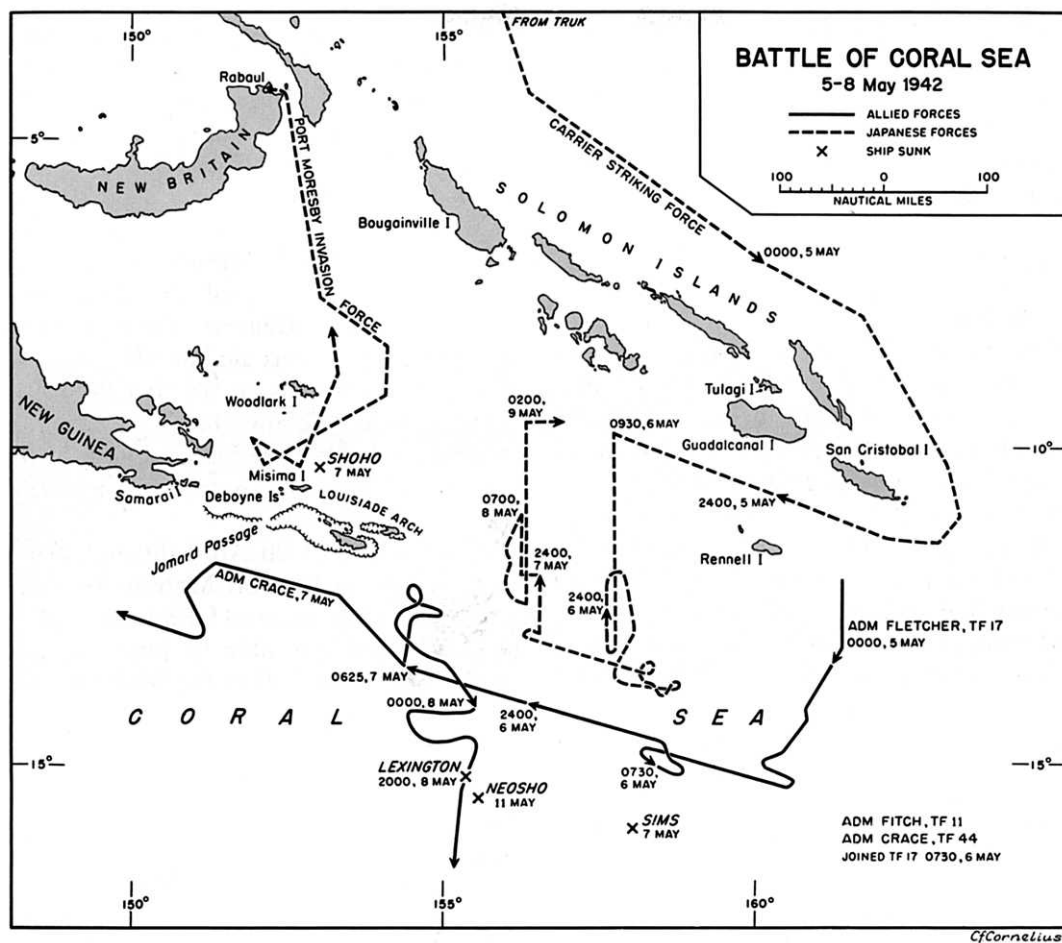 150°
155°
FROM TRUK
BATTLE OF CORAL SEA
5-8 May 1942
ALLIED FORCES
JAPANESE FORCES
SHIP SUNK
100 0 100
NAUTICAL MILES
Rabaul
5°
NEW BRITAIN
PORT MORESBY INVASION FORCE
CARRIER STRIKING FORCE
Bougainville I
SOLOMON ISLANDS
0000, 5 MAY
Woodlark I
NEW GUINEA
Tulagi I
0200,
9 MAY
0930, 6 MAY
Guadalcanal I
10°
San Cristobal I
SHOHO
7 MAY
Misima I
Samarai I
Deboyne Is
LOUISIADE ARCH
0700,
8 MAY
2400, 5 MAY
Jomard Passage
Rennell I
2400,
7 MAY
ADM CRACE, 7 MAY
2400,
6 MAY
ADM FLETCHER, TF 17
0000, 5 MAY
0625, 7 MAY
0000, 8 MAY
CORAL SEA
2400,
6 MAY
15°
15°
LEXINGTON
2000, 8 MAY
0730,
6 MAY
NEOSHO
11 MAY
SIMS
7 MAY
ADM FITCH, TF 11
ADM CRACE, TF 44
JOINED TF 17 0730, 6 MAY
150°
155°
160°
CfCornelius